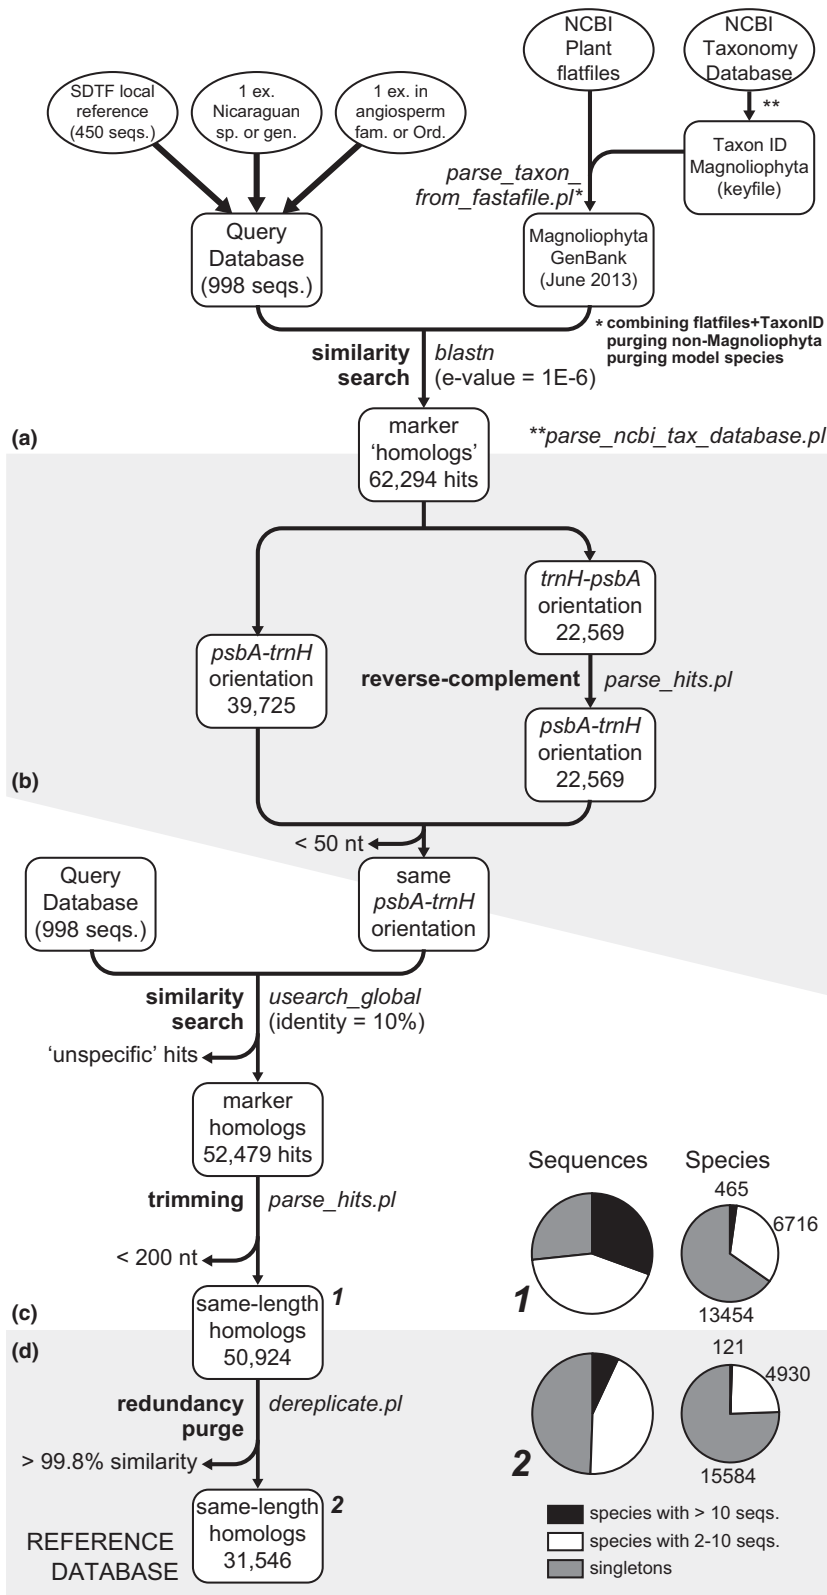 NCBI
Plant
flatfiles
NCBI
Taxonomy
Database
SDTF local
reference
(450 seqs.)
1 ex.
Nicaraguan
sp. or gen.
1 ex. in
angiosperm
fam. or Ord.
**
Taxon ID
Magnoliophyta
(keyfile)
parse_taxon_
from_fastafile.pl*
Query
Database
(998 seqs.)
Magnoliophyta
GenBank
(June 2013)
* combining flatfiles+TaxonID
purging non-Magnoliophyta
purging model species
similarity
search
blastn
(e-value = 1E-6)
(a)
marker
‘homologs’
62,294 hits
**parse_ncbi_tax_database.pl
trnH-psbA
orientation
22,569
psbA-trnH
orientation
39,725
reverse-complement
parse_hits.pl
psbA-trnH
orientation
22,569
(b)
< 50 nt
Query
Database
(998 seqs.)
same
psbA-trnH
orientation
similarity
search
usearch_global
(identity = 10%)
‘unspecific’ hits
marker
homologs
52,479 hits
trimming
parse_hits.pl
< 200 nt
Sequences
Species
465
6716
13454
1
(c)
same-length
homologs
50,924
1
(d)
redundancy
purge
dereplicate.pl
> 99.8% similarity
121
4930
15584
2
same-length
homologs
31,546
2
REFERENCE
DATABASE
species with > 10 seqs.
species with 2-10 seqs.
singletons